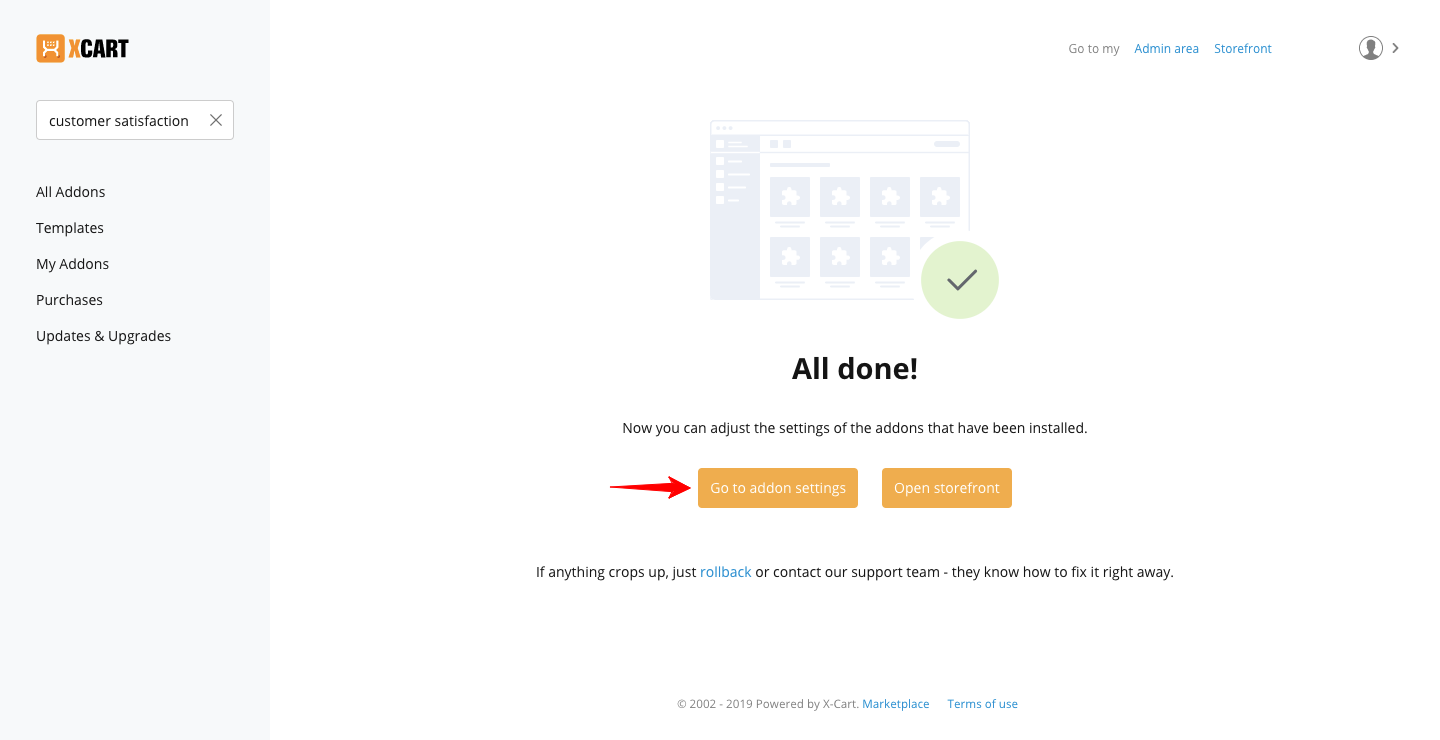 XCART
Go to my Admin area Storefront
customer satisfaction
All Addons
Templates
My Addons
Purchases
Updates & Upgrades
All done!
Now you can adjust the settings of the addons that have been installed.
Go to addon settings Open storefront
If anything crops up, just rollback or contact our support team - they know how to fix it right away.
© 2002 - 2019 Powered by X-Cart. Marketplace Terms of use